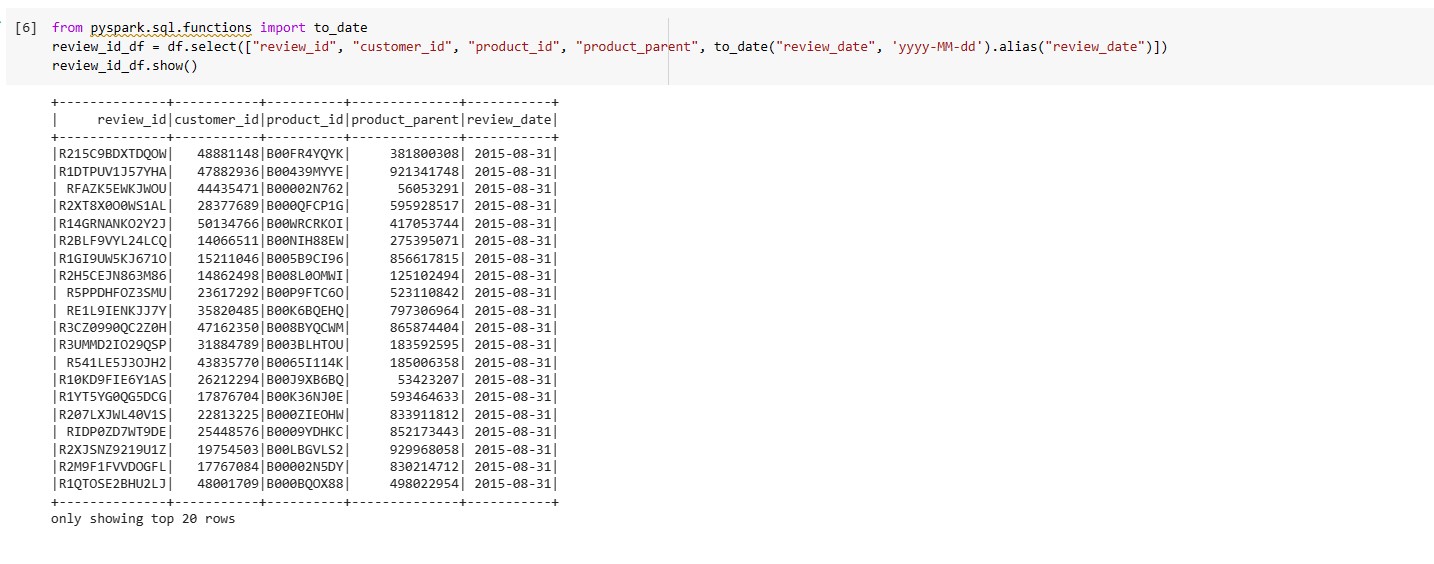 [6] from pyspark.sql.functions import to_date
review_id_df = df.select(["review_id", "customer_id", "product_id", "product_parent", to_date("review_date", 'yyyy-MM-dd').alias("review_date")])
review_id_df.show()
+--------------+-----------+----------+--------------+-----------+
|     review_id|customer_id|product_id|product_parent|review_date|
+--------------+-----------+----------+--------------+-----------+
|R215C9BDXTDQOW|   48881148|B00FR4YQYK|     381800308| 2015-08-31|
|R1DTPUV1J57YHA|   47882936|B00439MYYE|     921341748| 2015-08-31|
| RFAZK5EWKJWOU|   44435471|B00002N762|      56053291| 2015-08-31|
|R2XT8X0O0WS1AL|   28377689|B000QFCP1G|     595928517| 2015-08-31|
|R14GRNANKO2Y2J|   50134766|B00WRCRKOI|     417053744| 2015-08-31|
|R2BLF9VYL24LCQ|   14066511|B00NIH88EW|     275395071| 2015-08-31|
|R1GI9UW5KJ671O|   15211046|B005B9CI96|     856617815| 2015-08-31|
|R2H5CEJN863M86|   14862498|B008L0OMWI|     125102494| 2015-08-31|
| R5PPDHFOZ3SMU|   23617292|B00P9FTC6O|     523110842| 2015-08-31|
| RE1L9IENKJJ7Y|   35820485|B00K6BQEHQ|     797306964| 2015-08-31|
|R3CZ0990QC2Z0H|   47162350|B008BYQCWM|     865874404| 2015-08-31|
|R3UMMD2IO29QSP|   31884789|B003BLHTOU|     183592595| 2015-08-31|
| R541LE5J3OJH2|   43835770|B0065I114K|     185006358| 2015-08-31|
|R10KD9FIE6Y1AS|   26212294|B00J9XB6BQ|      53423207| 2015-08-31|
|R1YT5YG0QG5DCG|   17876704|B00K36NJ0E|     593464633| 2015-08-31|
|R207LXJWL40V1S|   22813225|B000ZIEOHW|     833911812| 2015-08-31|
| RIDP0ZD7WT9DE|   25448576|B0009YDHKC|     852173443| 2015-08-31|
|R2XJSNZ9219U1Z|   19754503|B00LBGVLS2|     929968058| 2015-08-31|
|R2M9F1FVVDOGFL|   17767084|B00002N5DY|     830214712| 2015-08-31|
|R1QTOSE2BHU2LJ|   48001709|B000BQOX88|     498022954| 2015-08-31|
+--------------+-----------+----------+--------------+-----------+
only showing top 20 rows